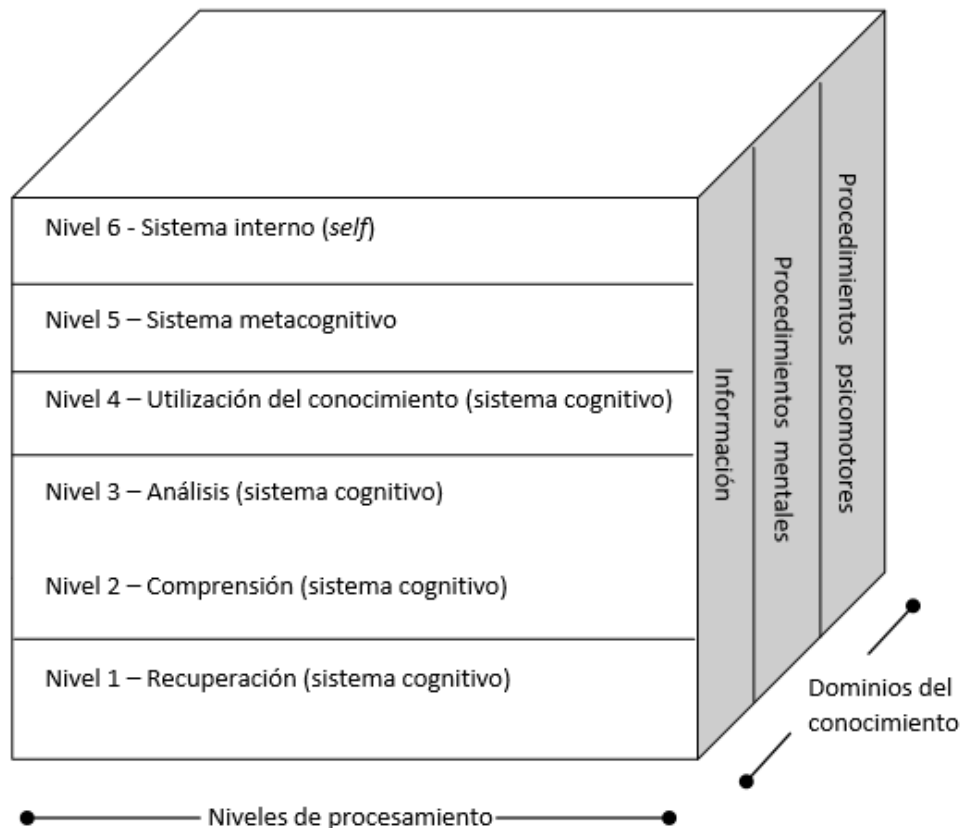 Nivel 6 - Sistema interno (self)
Nivel 5 – Sistema metacognitivo
Nivel 4 – Utilización del conocimiento (sistema cognitivo)
Nivel 3 – Análisis (sistema cognitivo)
Nivel 2 – Comprensión (sistema cognitivo)
Nivel 1 – Recuperación (sistema cognitivo)
Información
Procedimientos mentales
Procedimientos psicomotores
Dominios del
conocimiento
Niveles de procesamiento